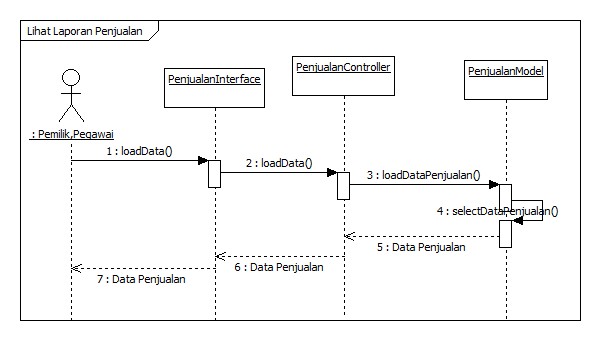 Lihat Laporan Penjualan
PenjualanInterface
PenjualanController
PenjualanModel
: Pemilik,Pegawai
1 : loadData()
2 : loadData()
3 : loadDataPenjualan()
4 : selectDataPenjualan()
5 : Data Penjualan
6 : Data Penjualan
7 : Data Penjualan